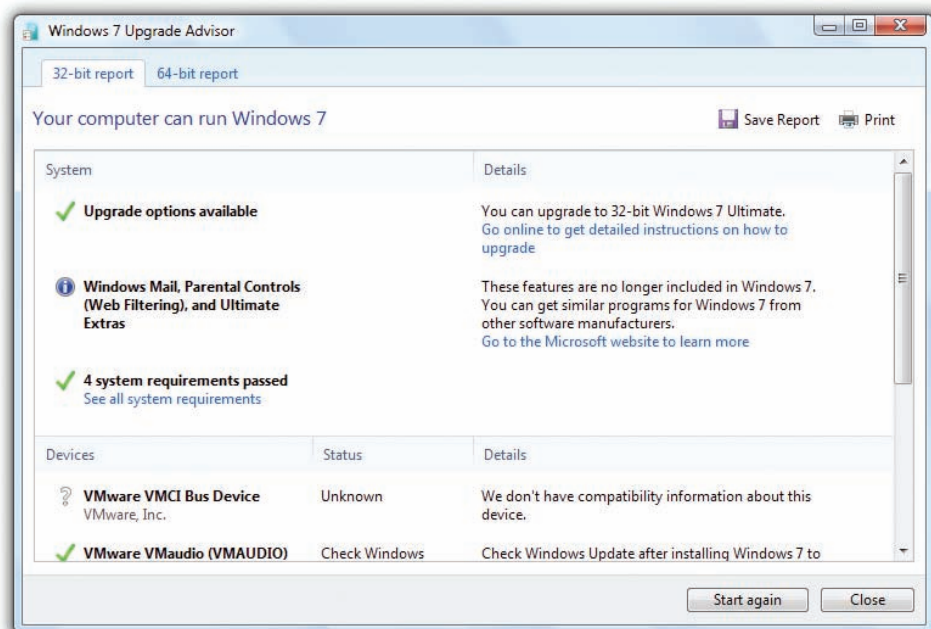 Windows 7 Upgrade Advisor
32-bit report 64-bit report
Your computer can run Windows 7
Save Report Print
System Details
Upgrade options available
You can upgrade to 32-bit Windows 7 Ultimate.
Go online to get detailed instructions on how to
upgrade
Windows Mail, Parental Controls
(Web Filtering), and Ultimate
Extras
These features are no longer included in Windows 7.
You can get similar programs for Windows 7 from
other software manufacturers.
Go to the Microsoft website to learn more
4 system requirements passed
See all system requirements
Devices Status Details
VMware VMCI Bus Device
VMware, Inc.
Unknown
We don't have compatibility information about this
device.
VMware VMaudio (VMAUDIO)
Check Windows
Check Windows Update after installing Windows 7 to
Start again Close